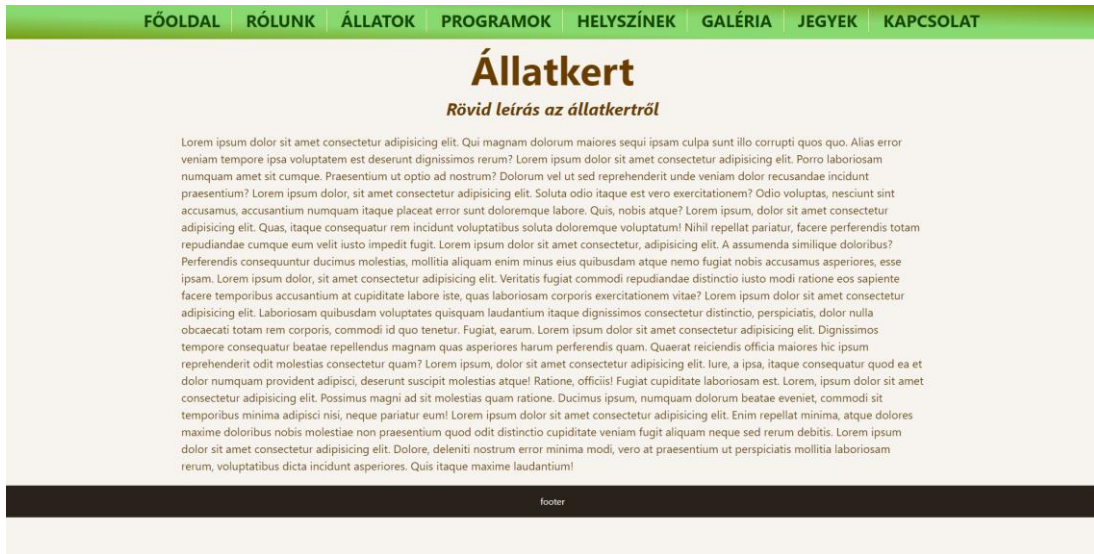 FŐOLDAL RÓLUNK ÁLLATOK PROGRAMOK HELYSZÍNEK GALÉRIA JEGYEK KAPCSOLAT
Állatkert
Rövid leírás az állatkertről
Lorem ipsum dolor sit amet consectetur adipisicing elit. Qui magnam dolorum maiores sequi ipsam culpa sunt illo corrupti quos quo. Alias error
veniam tempore ipsa voluptatem est deserunt dignissimos rerum? Lorem ipsum dolor sit amet consectetur adipisicing elit. Porro laboriosam
numquam amet sit cumque. Praesentium ut optio ad nostrum? Dolorum vel ut sed reprehenderit unde veniam dolor recusandae incidunt
praesentium? Lorem ipsum dolor, sit amet consectetur adipisicing elit. Soluta odio itaque est vero exercitationem? Odio voluptas, nesciunt sint
accusamus, accusantium numquam itaque placeat error sunt doloremque labore. Quis, nobis atque? Lorem ipsum, dolor sit amet consectetur
adipisicing elit. Quas, itaque consequatur rem incidunt voluptatibus soluta doloremque voluptatum! Nihil repellat pariatur, facere perferendis totam
repudiandae cumque eum velit iusto impedit fugit. Lorem ipsum dolor sit amet consectetur, adipisicing elit. A assumenda similique doloribus?
Perferendis consequuntur ducimus molestias, mollitia aliquam enim minus eius quibusdam atque nemo fugiat nobis accusamus asperiores, esse
ipsam. Lorem ipsum dolor, sit amet consectetur adipisicing elit. Veritatis fugiat commodi repudiandae distinctio iusto modi ratione eos sapiente
facere temporibus accusantium at cupiditate labore iste, quas laboriosam corporis exercitationem vitae? Lorem ipsum dolor sit amet consectetur
adipisicing elit. Laboriosam quibusdam voluptates quisquam laudantium itaque dignissimos consectetur distinctio, perspiciatis, dolor nulla
obcaecati totam rem corporis, commodi id quo tenetur. Fugiat, earum. Lorem ipsum dolor sit amet consectetur adipisicing elit. Dignissimos
tempore consequatur beatae repellendus magnam quas asperiores harum perferendis quam. Quaerat reiciendis officia maiores hic ipsum
reprehenderit odit molestias consectetur quam? Lorem ipsum, dolor sit amet consectetur adipisicing elit. Iure, a ipsa, itaque consequatur quod ea et
dolor numquam provident adipisci, deserunt suscipit molestias atque! Ratione, officiis! Fugiat cupiditate laboriosam est. Lorem, ipsum dolor sit amet
consectetur adipisicing elit. Possimus magni ad sit molestias quam ratione. Ducimus ipsum, numquam dolorum beatae eveniet, commodi sit
temporibus minima adipisci nisi, neque pariatur eum! Lorem ipsum dolor sit amet consectetur adipisicing elit. Enim repellat minima, atque dolores
maxime doloribus nobis molestiae non praesentium quod odit distinctio cupiditate veniam fugit aliquam neque sed rerum debitis. Lorem ipsum
dolor sit amet consectetur adipisicing elit. Dolore, deleniti nostrum error minima modi, vero at praesentium ut perspiciatis mollitia laboriosam
rerum, voluptatibus dicta incidunt asperiores. Quis itaque maxime laudantium!
footer